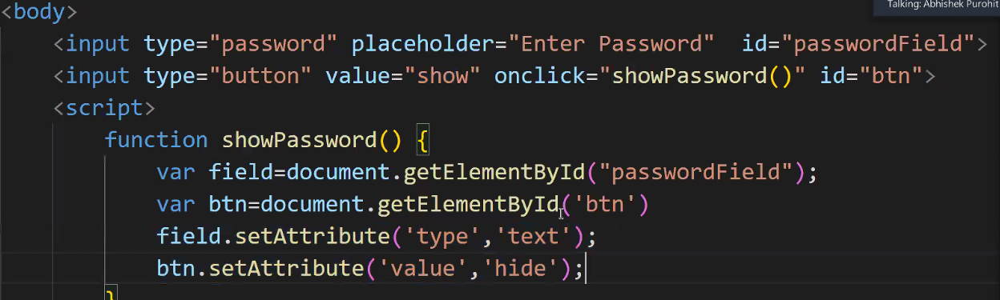 Talking: Abhishek Purohit
<body>
<input type="password" placeholder="Enter Password"  id="passwordField">
<input type="button" value="show" onclick="showPassword()" id="btn">
<script>
function showPassword() {
var field=document.getElementById("passwordField");
var btn=document.getElementById('btn')
field.setAttribute('type','text');
btn.setAttribute('value','hide');
}